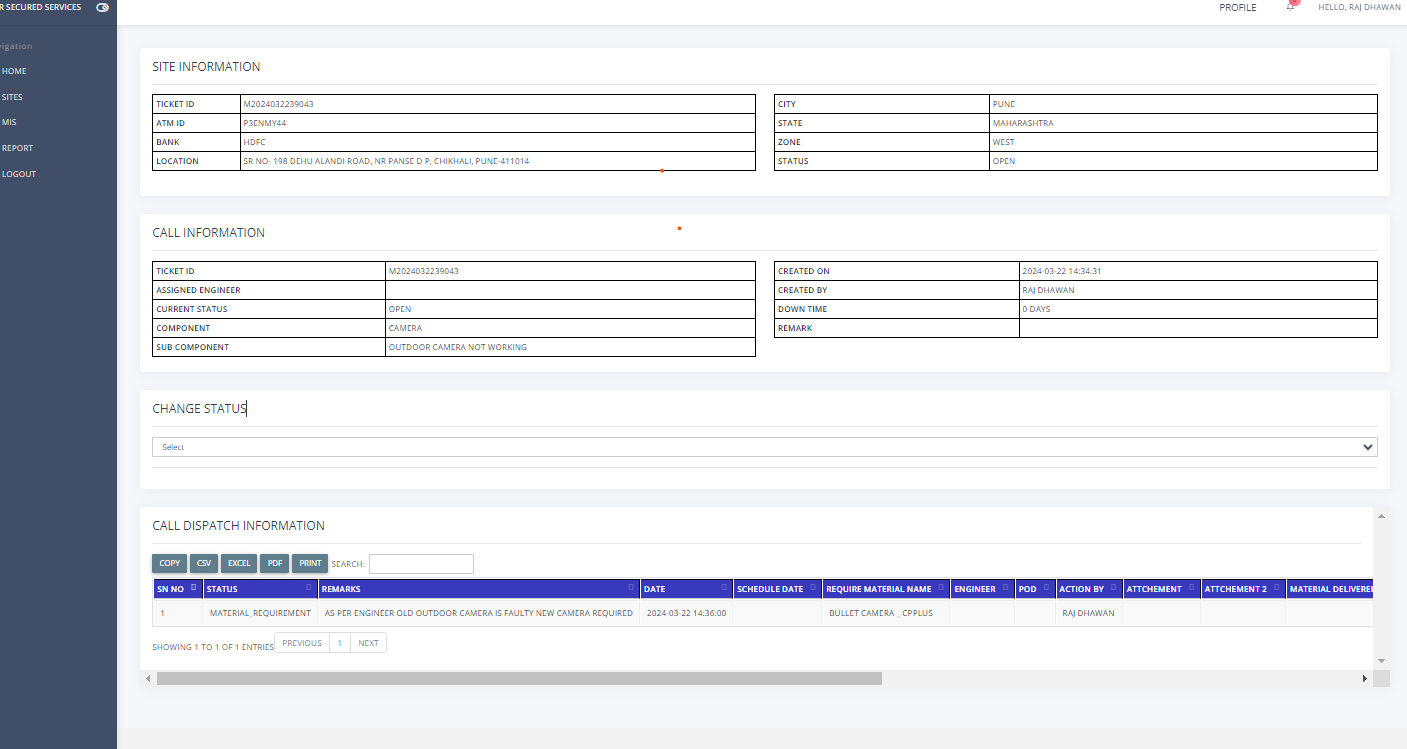 R SECURED SERVICES
PROFILE
HELLO, RAJ DHAWAN
vigation
HOME
SITES
MIS
REPORT
LOGOUT
SITE INFORMATION
TICKET ID M2024032239043
ATM ID P3ENMY44
BANK HDFC
LOCATION SR NO- 198 DEHU ALANDI ROAD, NR PANSE D P, CHIKHALI, PUNE-411014
CITY PUNE
STATE MAHARASHTRA
ZONE WEST
STATUS OPEN
CALL INFORMATION
TICKET ID M2024032239043
ASSIGNED ENGINEER
CURRENT STATUS OPEN
COMPONENT CAMERA
SUB COMPONENT OUTDOOR CAMERA NOT WORKING
CREATED ON 2024-03-22 14:34:31
CREATED BY RAJ DHAWAN
DOWN TIME 0 DAYS
REMARK
CHANGE STATUS
Select
CALL DISPATCH INFORMATION
COPY CSV EXCEL PDF PRINT SEARCH:
SN NO STATUS REMARKS DATE SCHEDULE DATE REQUIRE MATERIAL NAME ENGINEER POD ACTION BY ATTCHEMENT ATTCHEMENT 2 MATERIAL DELIVERED
1 MATERIAL_REQUIREMENT AS PER ENGINEER OLD OUTDOOR CAMERA IS FAULTY NEW CAMERA REQUIRED 2024-03-22 14:36:00 BULLET CAMERA _ CPPLUS RAJ DHAWAN
SHOWING 1 TO 1 OF 1 ENTRIES PREVIOUS 1 NEXT